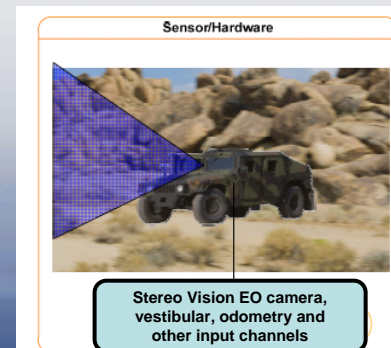 Sensor/Hardware
Stereo Vision EO camera,
vestibular, odometry and
other input channels